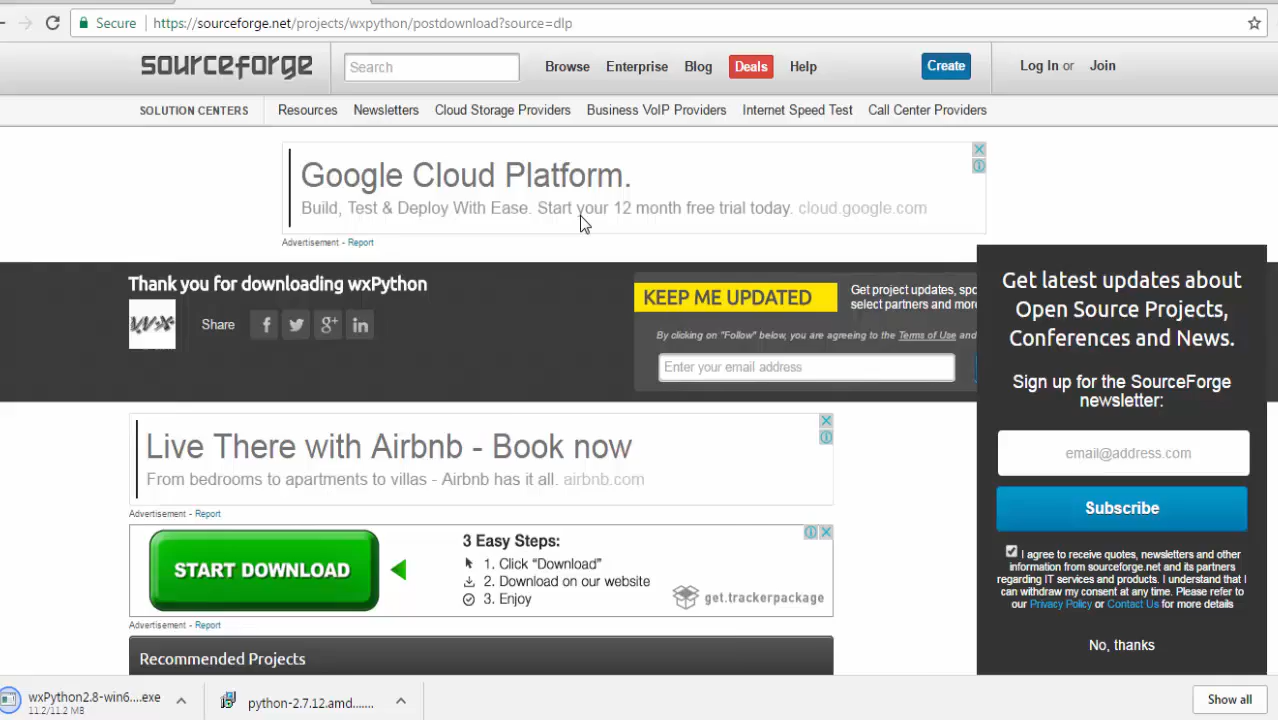 Secure https://sourceforge.net/projects/wxpython/postdownload?source=dlp
sourceforge
Search
Browse Enterprise Blog Deals Help
Create
Log In or Join
SOLUTION CENTERS Resources Newsletters Cloud Storage Providers Business VoIP Providers Internet Speed Test Call Center Providers
Google Cloud Platform.
Build, Test & Deploy With Ease. Start your 12 month free trial today. cloud.google.com
Advertisement - Report
Thank you for downloading wxPython
Share
KEEP ME UPDATED
Get project updates, spo
select partners and more
By clicking on "Follow" below, you are agreeing to the Terms of Use and
Enter your email address
Get latest updates about
Open Source Projects,
Conferences and News.
Sign up for the SourceForge
newsletter:
email@address.com
Subscribe
I agree to receive quotes, newsletters and other
information from sourceforge.net and its partners
regarding IT services and products. I understand that I
can withdraw my consent at any time. Please refer to
our Privacy Policy or Contact Us for more details
No, thanks
Live There with Airbnb - Book now
From bedrooms to apartments to villas - Airbnb has it all. airbnb.com
Advertisement - Report
START DOWNLOAD
3 Easy Steps:
1. Click “Download”
2. Download on our website
3. Enjoy
get.trackerpackage
Advertisement - Report
Recommended Projects
wxPython2.8-win6....exe
11.2/11.2 MB
python-2.7.12.amd.......
Show all